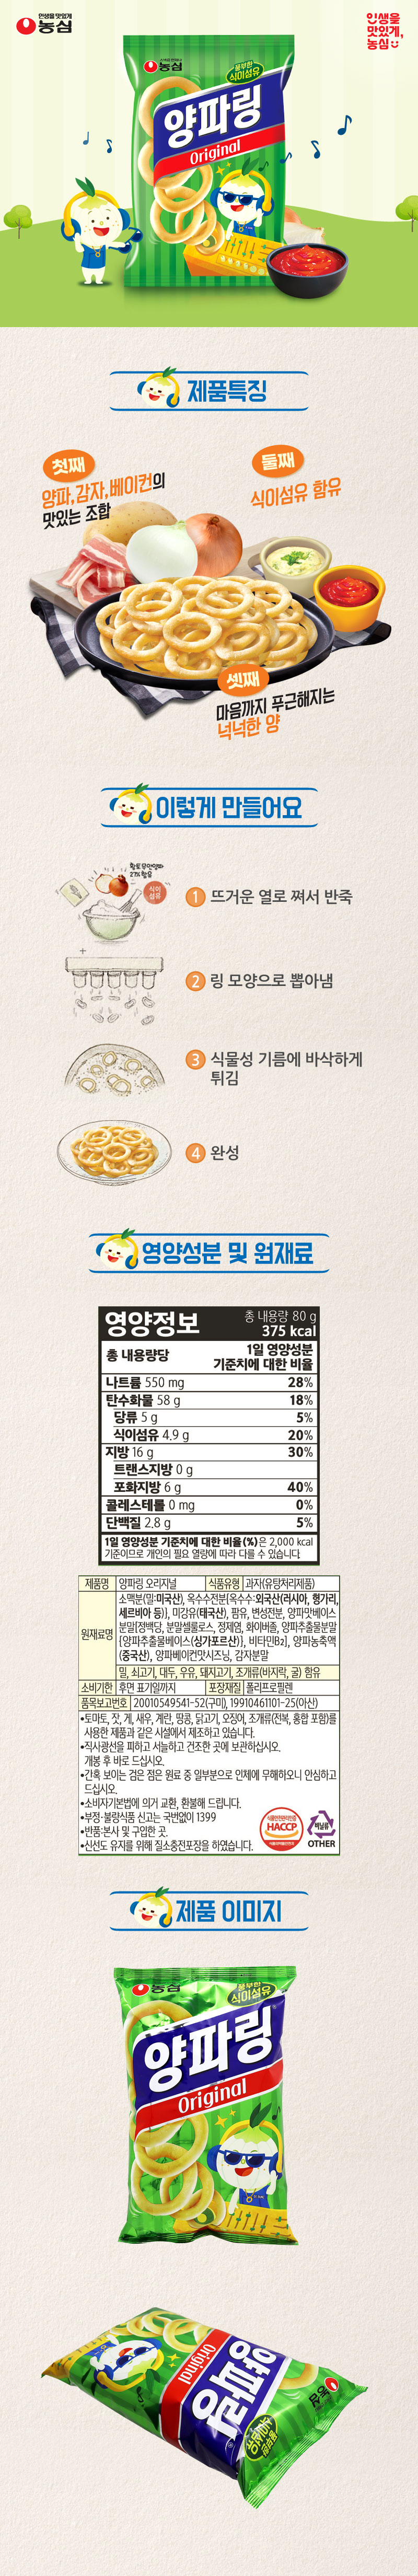 인생을 맛있게
농심
인생을
맛있게,
농심
농심
풍부한
식이섬유
양파링
Original
제품특징
첫째
양파,감자,베이컨의
맛있는 조합
둘째
식이섬유 함유
셋째
마음까지 푸근해지는
넉넉한 양
이렇게 만들어요
식이
섬유
1 뜨거운 열로 쪄서 반죽
2 링 모양으로 뽑아냄
3 식물성 기름에 바삭하게
튀김
4 완성
영양성분 및 원재료
영양정보
총 내용량 80 g
375 kcal
총 내용량당
1일 영양성분
기준치에 대한 비율
나트륨 550 mg 28%
탄수화물 58 g 18%
당류 5 g 5%
식이섬유 4.9 g 20%
지방 16 g 30%
트랜스지방 0 g
포화지방 6 g 40%
콜레스테롤 0 mg 0%
단백질 2.8 g 5%
1일 영양성분 기준치에 대한 비율(%)은 2,000 kcal
기준이므로 개인의 필요 열량에 따라 다를 수 있습니다.
제품명 양파링 오리지널 식품유형 과자(유탕처리제품)
원재료명
소맥분(밀:미국산), 옥수수전분[옥수수:외국산(러시아, 헝가리,
세르비아 등)], 미강유(태국산), 팜유, 변성전분, 양파맛베이스
분말[정백당, 분말셀룰로스, 정제염, 화이버졸, 양파추출물분말
{양파추출물베이스(싱가포르산)}, 비타민B₂], 양파농축액
(중국산), 양파베이컨맛시즈닝, 감자분말
밀, 쇠고기, 대두, 우유, 돼지고기, 조개류(바지락, 굴) 함유
소비기한 후면 표기일까지 포장재질 폴리프로필렌
품목보고번호 20010549541-52(구미), 19910461101-25(아산)
•토마토, 잣, 게, 새우, 계란, 땅콩, 닭고기, 오징어, 조개류(전복, 홍합 포함)를
사용한 제품과 같은 시설에서 제조하고 있습니다.
•직사광선을 피하고 서늘하고 건조한 곳에 보관하십시오.
개봉 후 바로 드십시오.
•간혹 보이는 검은 점은 원료 중 일부분으로 인체에 무해하오니 안심하고
드십시오.
•소비자기본법에 의거 교환, 환불해 드립니다.
•부정·불량식품 신고는 국번없이 1399
•반품·본사 및 구입한 곳.
•신선도 유지를 위해 질소충전포장을 하였습니다.
HACCP
비닐류
OTHER
제품 이미지
농심
풍부한
식이섬유
양파링
Original
양파링
Original
농심
풍부한
식이섬유